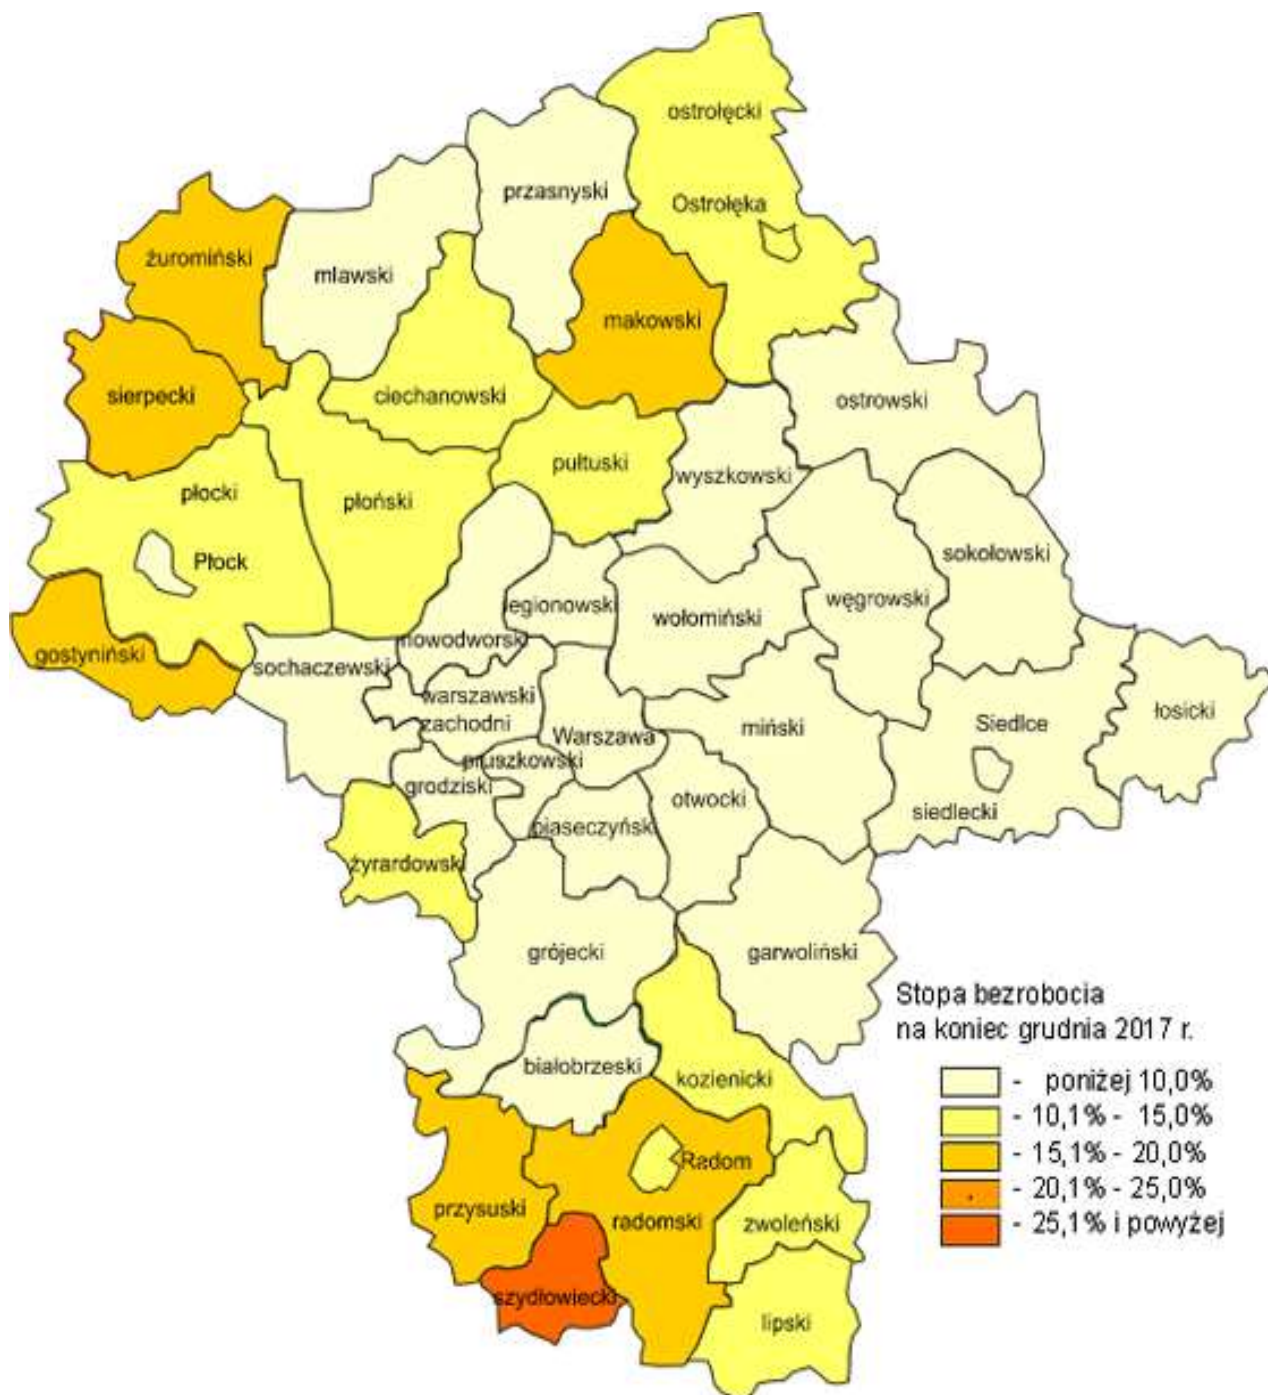 ostrołęcki
przasnyski
Ostrołęka
żuromiński
mlawski
makowski
sierpecki
ciechanowski
ostrowski
pułtuski
wyszkowski
płocki
płoński
sokołowski
Płock
legionowski
węgrowski
wołomiński
nowodworski
gostyniński
sochaczewski
warszawski
zachodni
Siedlce
łosicki
miński
Warszawa
pruszkowski
grodziski
otwocki
siedlecki
piaseczyński
żyrardowski
grójecki
garwoliński
Stopa bezrobocia
na koniec grudnia 2017 r.
białobrzeski
kozienicki
- poniżej 10,0%
- 10,1% - 15,0%
- 15,1% - 20,0%
- 20,1% - 25,0%
- 25,1% i powyżej
Radom
przysuski
radomski
zwoleński
szydłowiecki
lipski